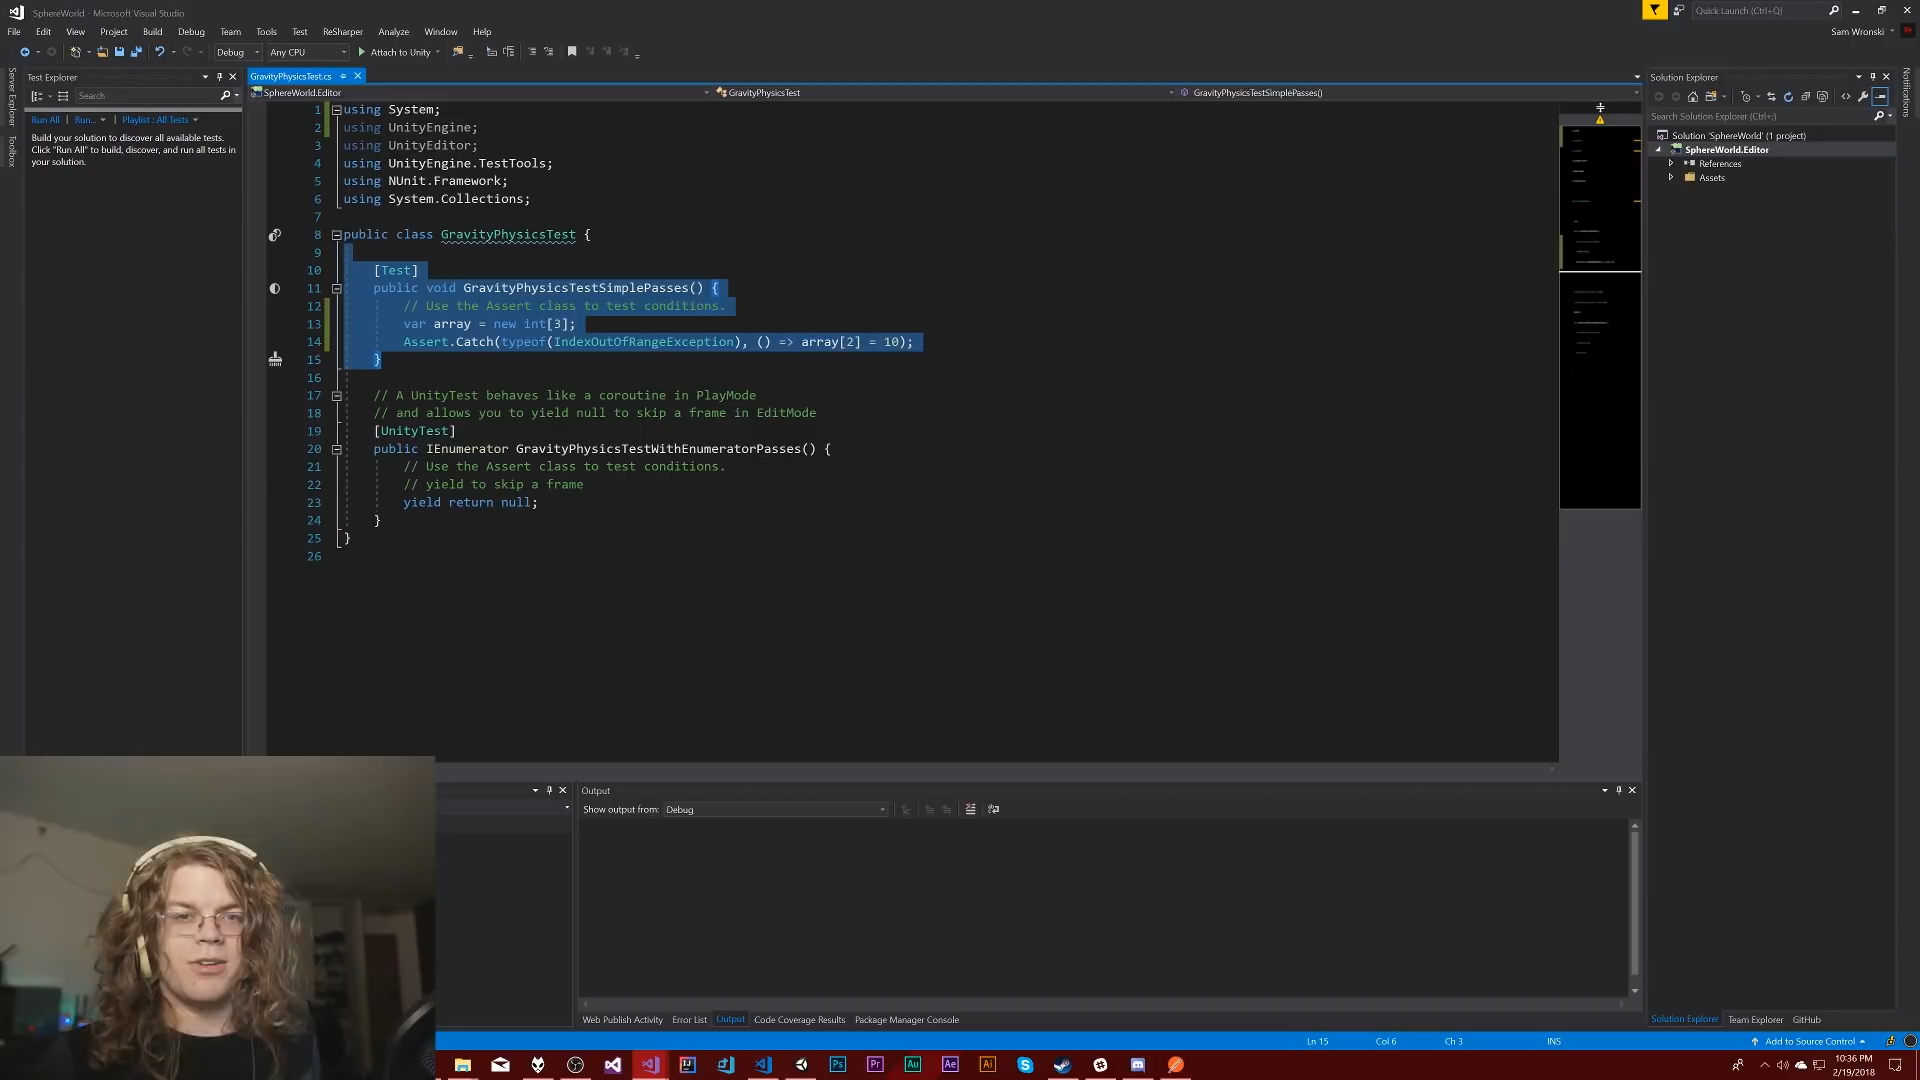 SphereWorld - Microsoft Visual Studio
Quick Launch (Ctrl+Q)
File Edit View Project Build Debug Team Tools Test ReSharper Analyze Window Help
Sam Wronski
Debug Any CPU Attach to Unity
Server Explorer
Toolbox
Test Explorer
Search
Run All Run... Playlist : All Tests
Build your solution to discover all available tests.
Click "Run All" to build, discover, and run all tests in
your solution.
GravityPhysicsTest.cs
SphereWorld.Editor GravityPhysicsTest GravityPhysicsTestSimplePasses()
1 using System;
2 using UnityEngine;
3 using UnityEditor;
4 using UnityEngine.TestTools;
5 using NUnit.Framework;
6 using System.Collections;
7
8 public class GravityPhysicsTest {
9
10 [Test]
11 public void GravityPhysicsTestSimplePasses() {
12 // Use the Assert class to test conditions.
13 var array = new int[3];
14 Assert.Catch(typeof(IndexOutOfRangeException), () => array[2] = 10);
15 }
16
17 // A UnityTest behaves like a coroutine in PlayMode
18 // and allows you to yield null to skip a frame in EditMode
19 [UnityTest]
20 public IEnumerator GravityPhysicsTestWithEnumeratorPasses() {
21 // Use the Assert class to test conditions.
22 // yield to skip a frame
23 yield return null;
24 }
25 }
26
Solution Explorer
Search Solution Explorer (Ctrl+;)
Solution 'SphereWorld' (1 project)
SphereWorld.Editor
References
Assets
Notifications
Output
Show output from: Debug
Web Publish Activity Error List Output Code Coverage Results Package Manager Console
Solution Explorer Team Explorer GitHub
Ln 15 Col 6 Ch 3 INS Add to Source Control
Ps Pr Au Ae Ai
10:36 PM
2/19/2018